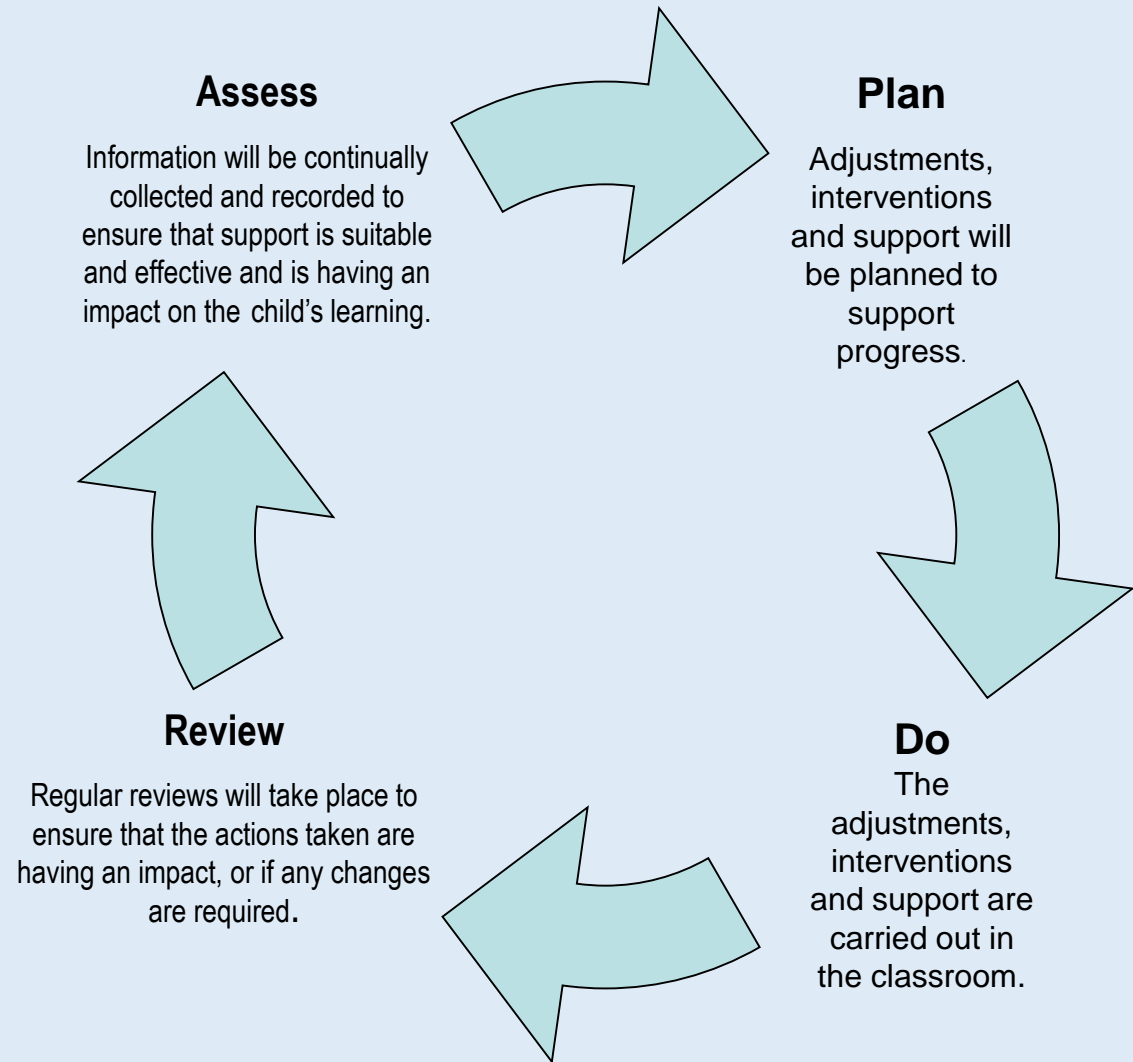 Assess
Information will be continually
collected and recorded to
ensure that support is suitable
and effective and is having an
impact on the child’s learning.
Plan
Adjustments,
interventions
and support will
be planned to
support
progress.
Do
The
adjustments,
interventions
and support are
carried out in
the classroom.
Review
Regular reviews will take place to
ensure that the actions taken are
having an impact, or if any changes
are required.